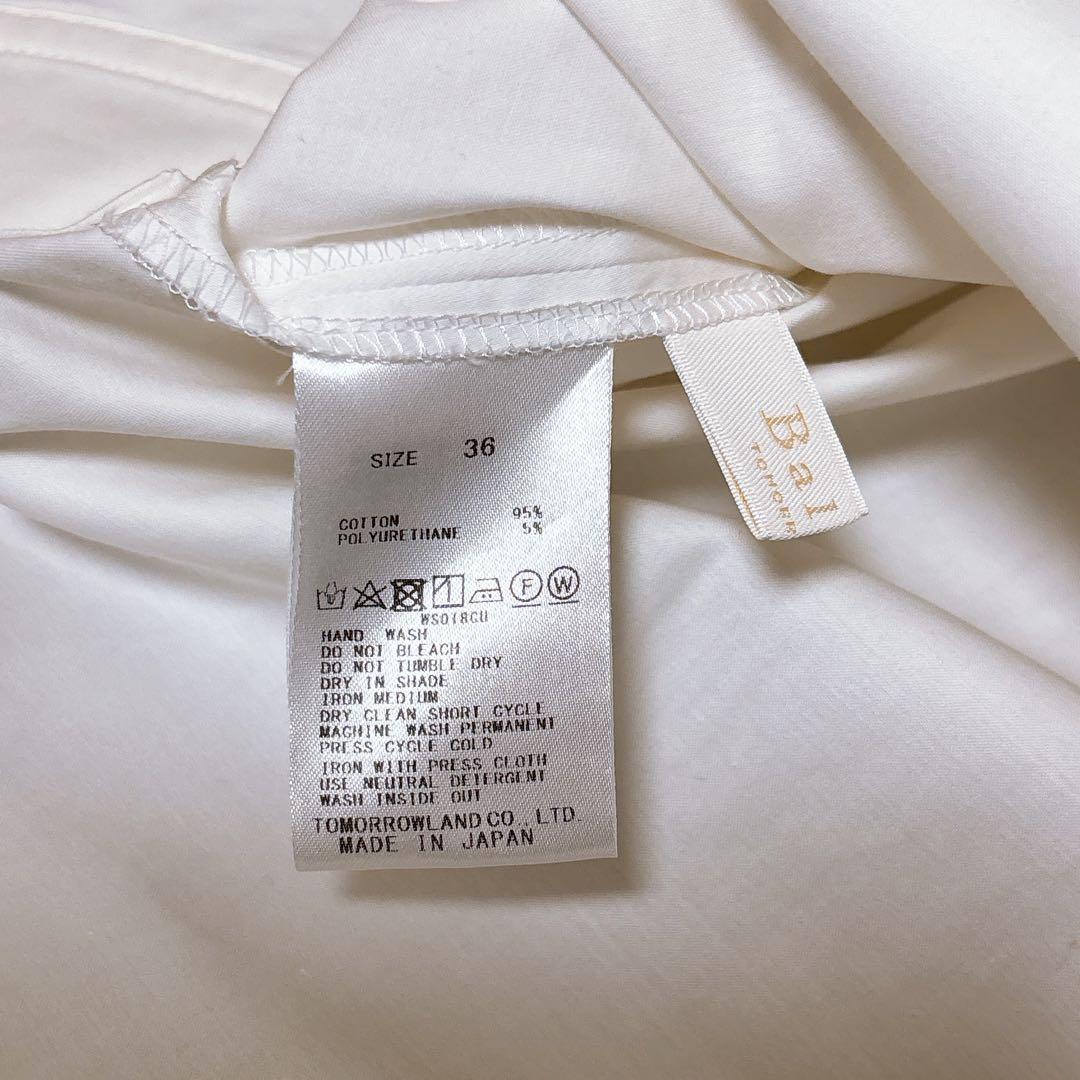 SIZE 36
COTTON 95%
POLYURETHANE 5%
F W
WS018CU
HAND WASH
DO NOT BLEACH
DO NOT TUMBLE DRY
DRY IN SHADE
IRON MEDIUM
DRY CLEAN SHORT CYCLE
MACHINE WASH PERMANENT
PRESS CYCLE COLD
IRON WITH PRESS CLOTH
USE NEUTRAL DETERGENT
WASH INSIDE OUT
TOMORROWLAND CO., LTD.
MADE IN JAPAN
Bal